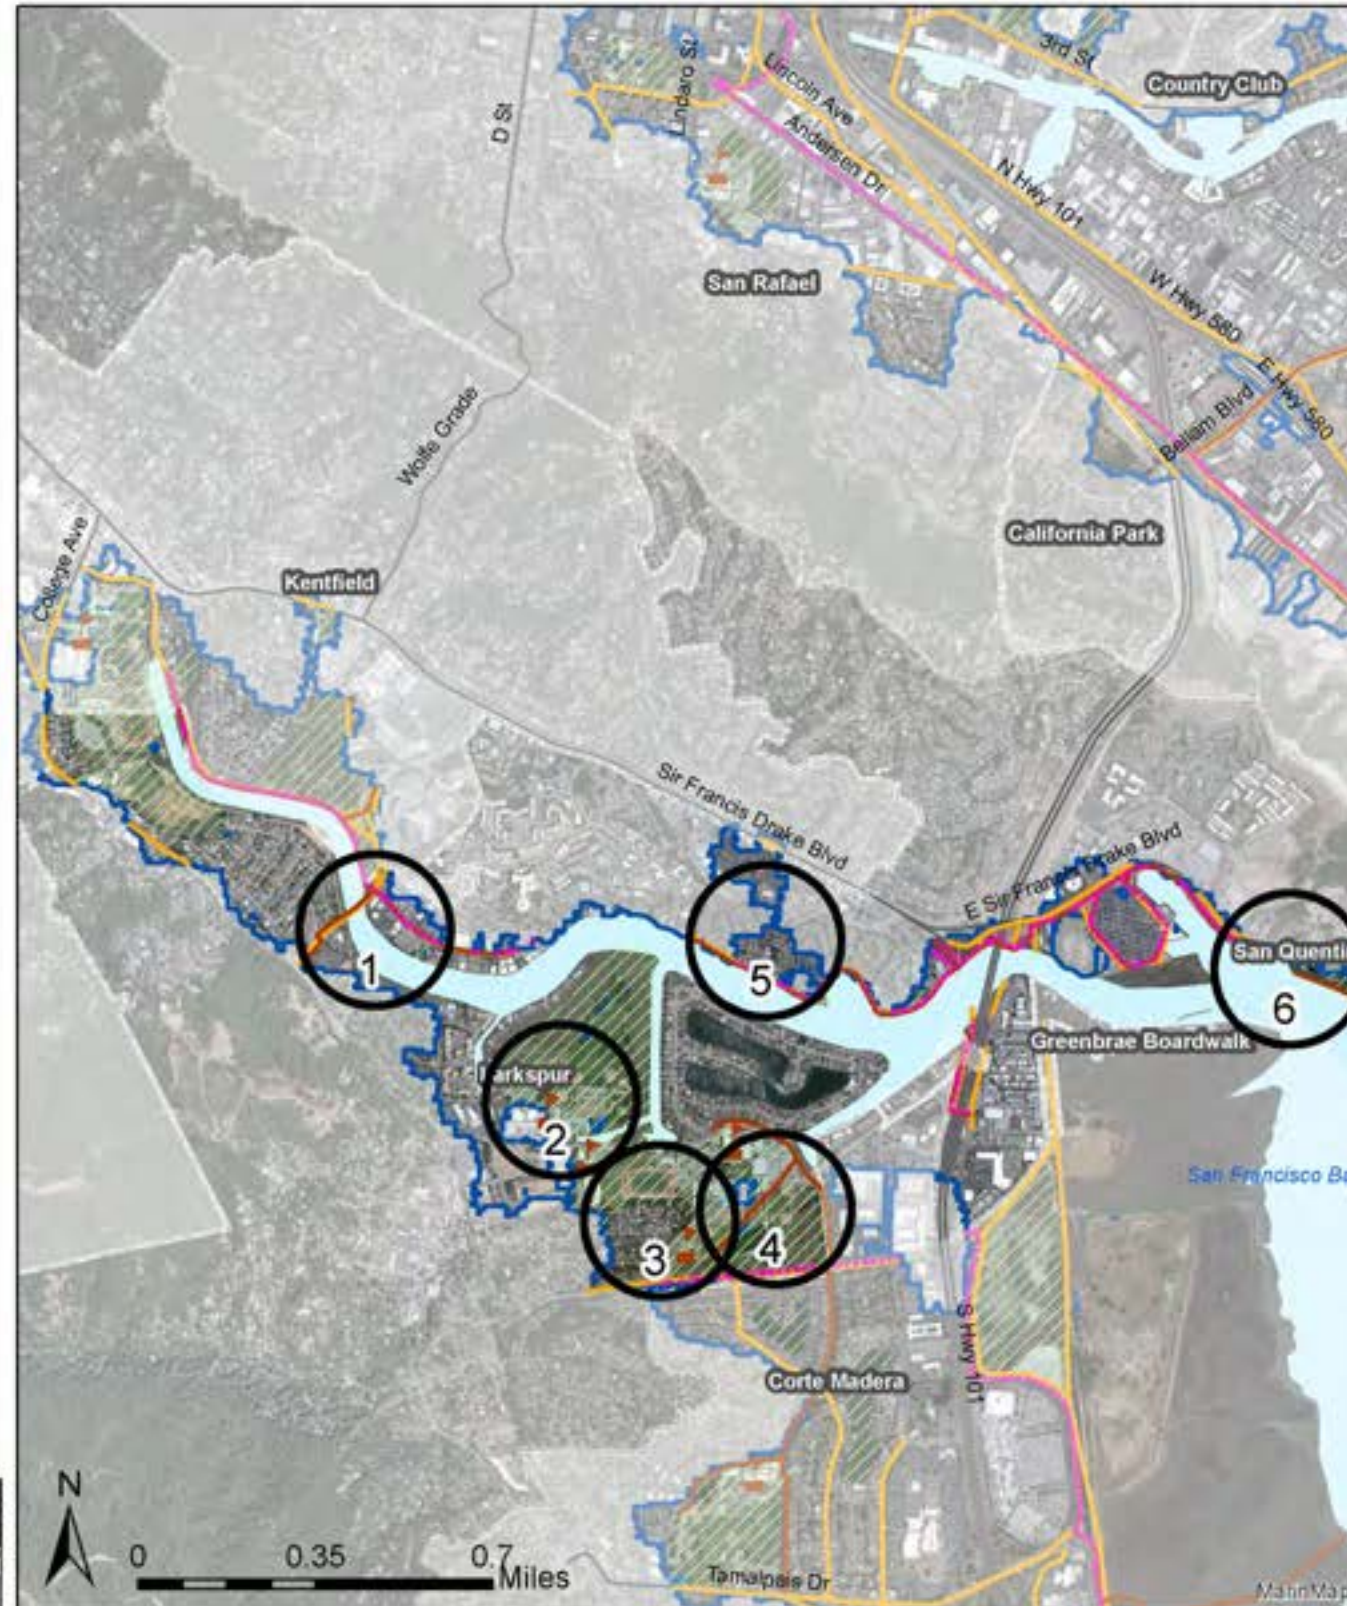 3rd St
Country Club
Lindaro St
Lincoln Ave
D St
Andersen Dr
N Hwy 101
San Rafael
W Hwy 580
E Hwy 580
Bellam Blvd
Wolfe Grade
California Park
College Ave
Kentfield
Sir Francis Drake Blvd
E Sir Francis Drake Blvd
San Quenti
1
5
6
Greenbrae Boardwalk
Larkspur
2
San Francisco Ba
3
4
S Hwy 101
Corte Madera
N
0 0.35 0.7 Miles
Tamalpais Dr
MarinMap